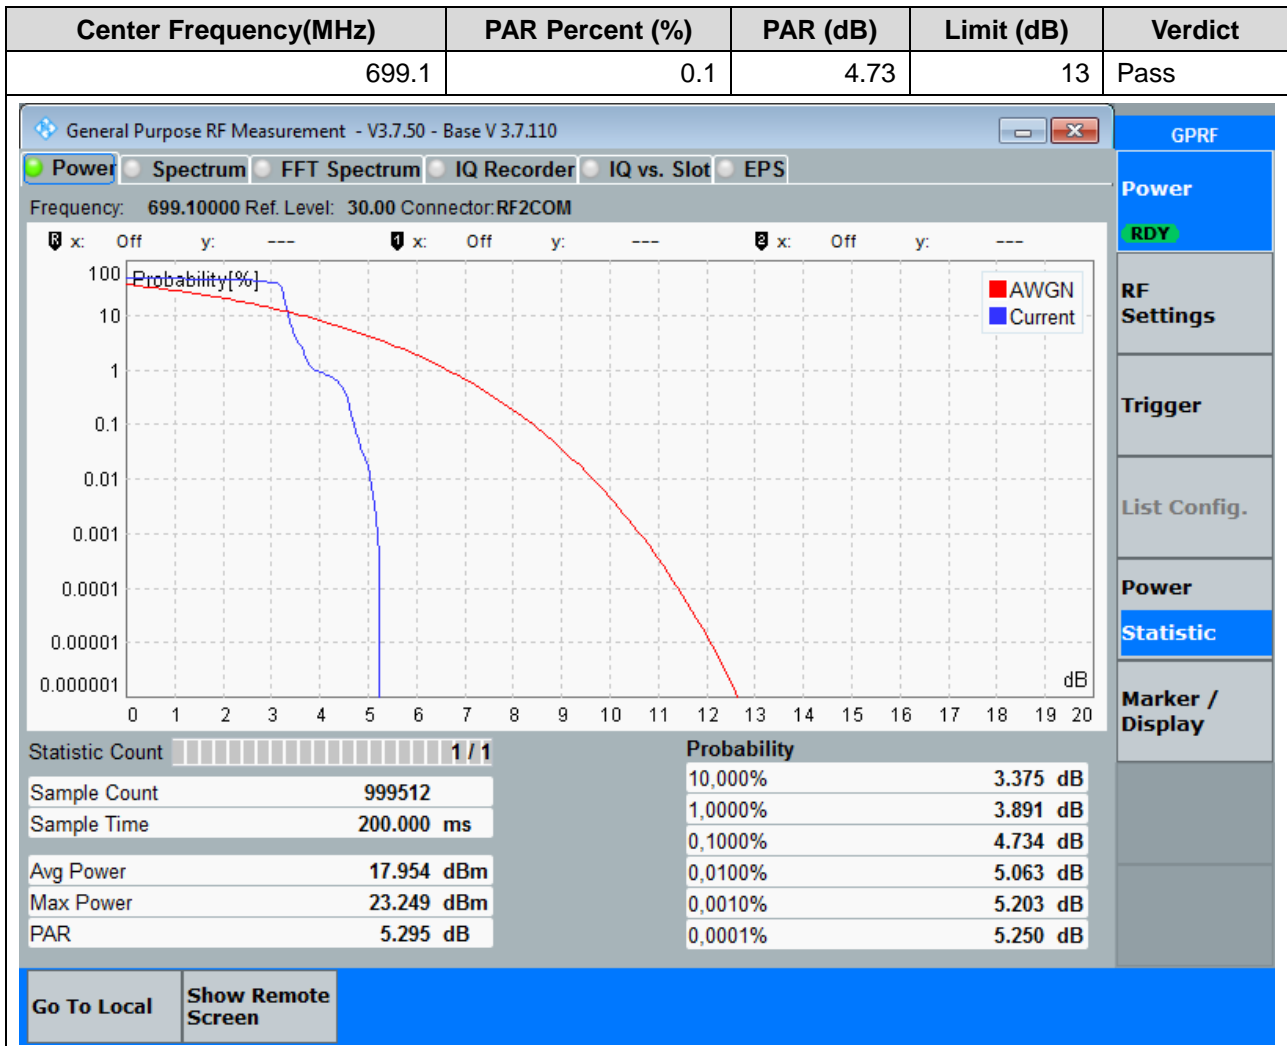 Center Frequency(MHz) PAR Percent (%) PAR (dB) Limit (dB) Verdict
699.1 0.1 4.73 13 Pass
General Purpose RF Measurement - V3.7.50 - Base V 3.7.110
GPRF
Power Spectrum FFT Spectrum IQ Recorder IQ vs. Slot EPS
Frequency: 699.10000 Ref. Level: 30.00 Connector: RF2COM
R x: Off y: --- 1 x: Off y: --- 2 x: Off y: ---
Probability[%]
100
10
1
0.1
0.01
0.001
0.0001
0.00001
0.000001
AWGN
Current
dB
0 1 2 3 4 5 6 7 8 9 10 11 12 13 14 15 16 17 18 19 20
Statistic Count 1 / 1
Sample Count 999512
Sample Time 200.000 ms
Avg Power 17.954 dBm
Max Power 23.249 dBm
PAR 5.295 dB
Probability
10,000% 3.375 dB
1,0000% 3.891 dB
0,1000% 4.734 dB
0,0100% 5.063 dB
0,0010% 5.203 dB
0,0001% 5.250 dB
Power
RDY
RF
Settings
Trigger
List Config.
Power
Statistic
Marker /
Display
Go To Local
Show Remote
Screen